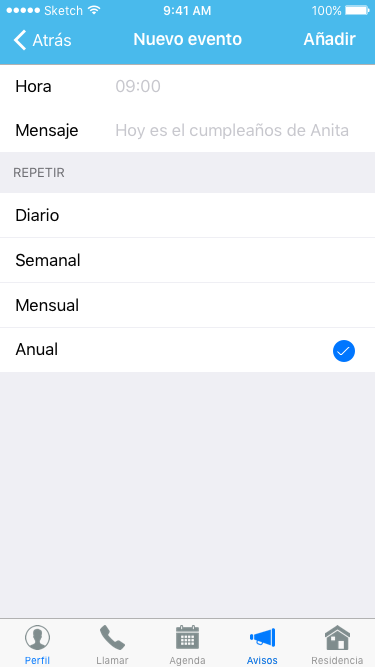 Sketch 9:41 AM 100%
Atrás Nuevo evento Añadir
Hora 09:00
Mensaje Hoy es el cumpleaños de Anita
REPETIR
Diario
Semanal
Mensual
Anual
Perfil Llamar Agenda Avisos Residencia